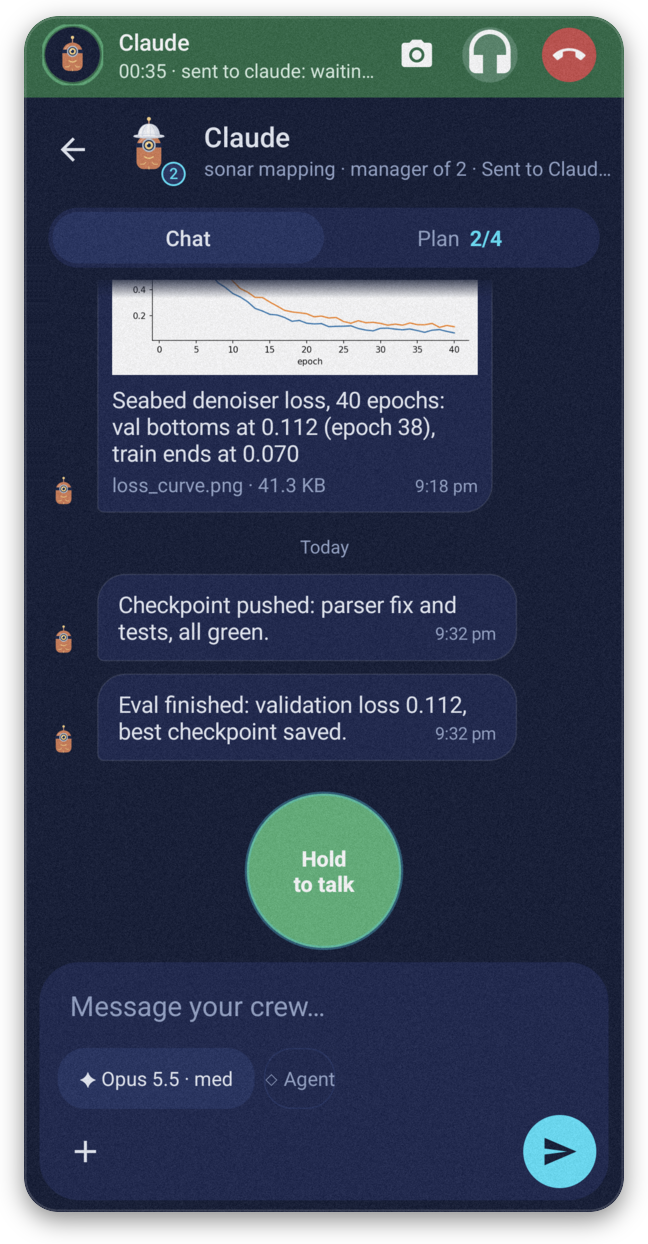 Claude
00:35 · sent to claude: waitin…
Claude
2
sonar mapping · manager of 2 · Sent to Claud…
Chat
Plan 2/4
0.4
0.2
0 5 10 15 20 25 30 35 40
epoch
Seabed denoiser loss, 40 epochs:
val bottoms at 0.112 (epoch 38),
train ends at 0.070
loss_curve.png · 41.3 KB 9:18 pm
Today
Checkpoint pushed: parser fix and
tests, all green. 9:32 pm
Eval finished: validation loss 0.112,
best checkpoint saved. 9:32 pm
Hold
to talk
Message your crew…
Opus 5.5 · med
Agent